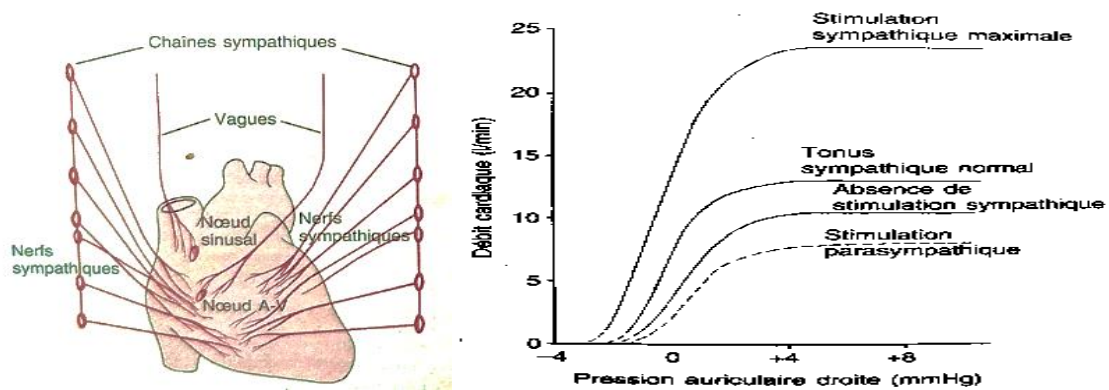 Chaînes sympathiques
Vagues
Nœud
sinusal
Nerfs
sympathiques
Nerfs
sympathiques
Nœud A-V
Débit cardiaque (l/min)
25
20
15
10
5
0
Stimulation
sympathique maximale
Tonus
sympathique normal
Absence de
stimulation sympathique
Stimulation
parasympathique
−4
0
+4
+8
Pression auriculaire droite (mmHg)